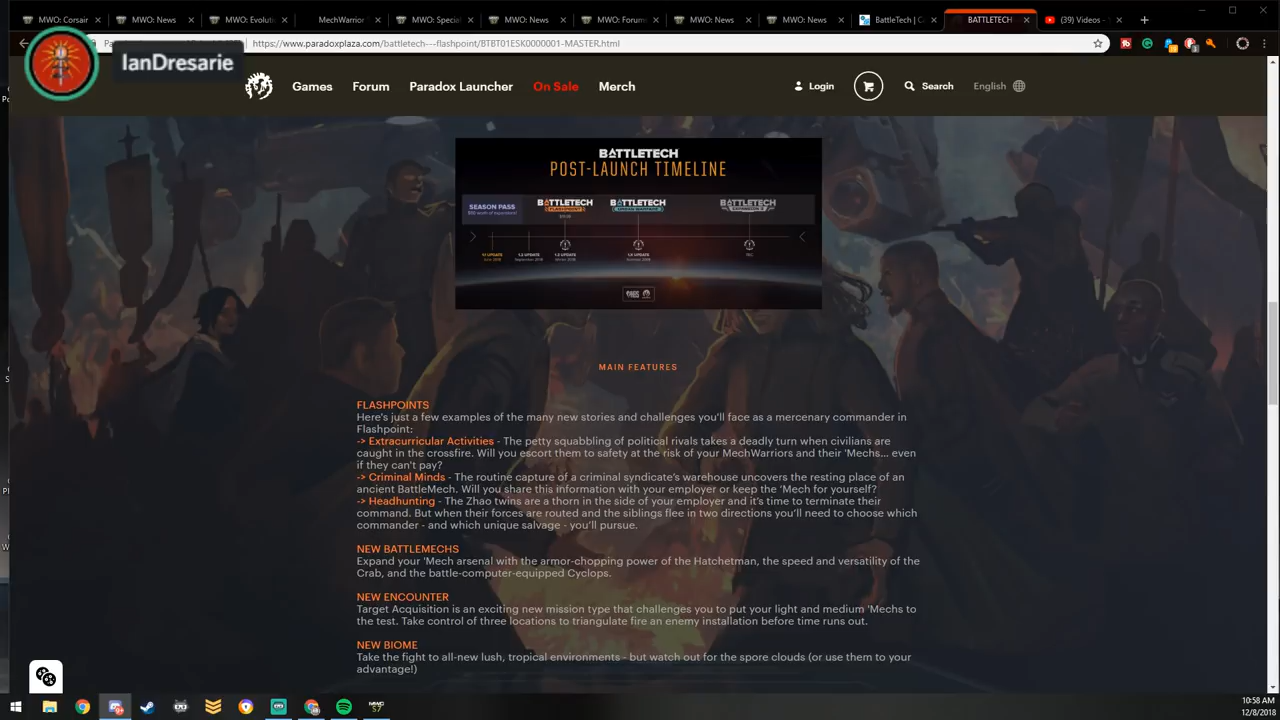 MWO: Corsair
MWO: News
MWO: Evoluti
MechWarrior
MWO: Special
MWO: News
MWO: Forum
MWO: News
MWO: News
BattleTech | C
BATTLETECH
(39) Videos -
https://www.paradoxplaza.com/battletech---flashpoint/BTBT01ESK0000001-MASTER.html
IanDresarie
Games
Forum
Paradox Launcher
On Sale
Merch
Login
Search
English
BATTLETECH
POST-LAUNCH TIMELINE
SEASON PASS
BATTLETECH
FLASHPOINT
BATTLETECH
URBAN WARFARE
BATTLETECH
1.1 UPDATE
1.2 UPDATE
1.3 UPDATE
MAIN FEATURES
FLASHPOINTS
Here's just a few examples of the many new stories and challenges you'll face as a mercenary commander in
Flashpoint:
-> Extracurricular Activities - The petty squabbling of political rivals takes a deadly turn when civilians are
caught in the crossfire. Will you escort them to safety at the risk of your MechWarriors and their 'Mechs... even
if they can't pay?
-> Criminal Minds - The routine capture of a criminal syndicate's warehouse uncovers the resting place of an
ancient BattleMech. Will you share this information with your employer or keep the 'Mech for yourself?
-> Headhunting - The Zhao twins are a thorn in the side of your employer and it's time to terminate their
command. But when their forces are routed and the siblings flee in two directions you'll need to choose which
commander - and which unique salvage - you'll pursue.
NEW BATTLEMECHS
Expand your 'Mech arsenal with the armor-chopping power of the Hatchetman, the speed and versatility of the
Crab, and the battle-computer-equipped Cyclops.
NEW ENCOUNTER
Target Acquisition is an exciting new mission type that challenges you to put your light and medium 'Mechs to
the test. Take control of three locations to triangulate fire an enemy installation before time runs out.
NEW BIOME
Take the fight to all-new lush, tropical environments - but watch out for the spore clouds (or use them to your
advantage!)
10:58 AM
12/8/2018